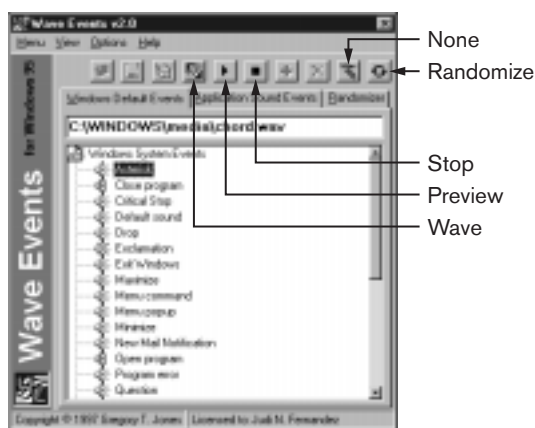 Wave Events v2.0
Menu View Options Help
None
Randomize
Windows Default Events Application Sound Events Randomizer
C:\WINDOWS\media\chord.wav
Stop
Preview
Wave
Wave Events for Windows 95
Windows System Events
Asterisk
Close program
Critical Stop
Default sound
Drop
Exclamation
Exit Windows
Maximize
Menu command
Menu popup
Minimize
New Mail Notification
Open program
Program error
Question
Copyright © 1997 Gregory T. Jones Licensed to Judi N. Fernandez